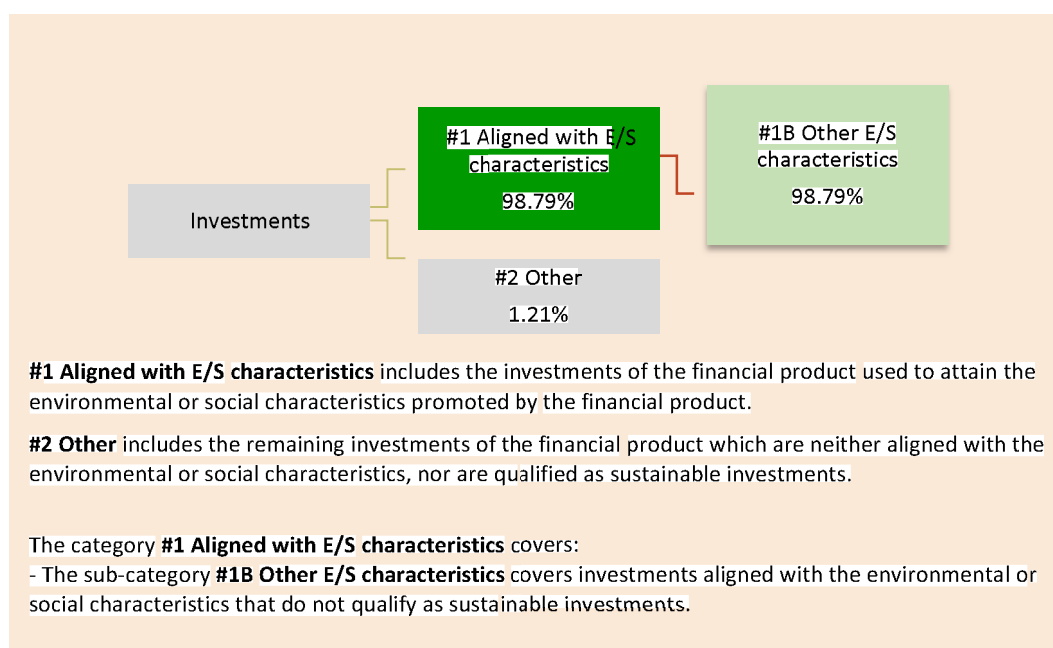 #1 Aligned with E/S
characteristics
98.79%
#1B Other E/S
characteristics
98.79%
Investments
#2 Other
1.21%
#1 Aligned with E/S characteristics includes the investments of the financial product used to attain the
environmental or social characteristics promoted by the financial product.
#2 Other includes the remaining investments of the financial product which are neither aligned with the
environmental or social characteristics, nor are qualified as sustainable investments.
The category #1 Aligned with E/S characteristics covers:
- The sub-category #1B Other E/S characteristics covers investments aligned with the environmental or
social characteristics that do not qualify as sustainable investments.